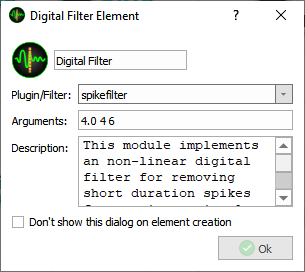 Digital Filter Element
?
Digital Filter
Plugin/Filter: spikefilter
Arguments: 4.0 4 6
Description: This module implements
an non-linear digital
filter for removing
short duration spikes
Don't show this dialog on element creation
Ok